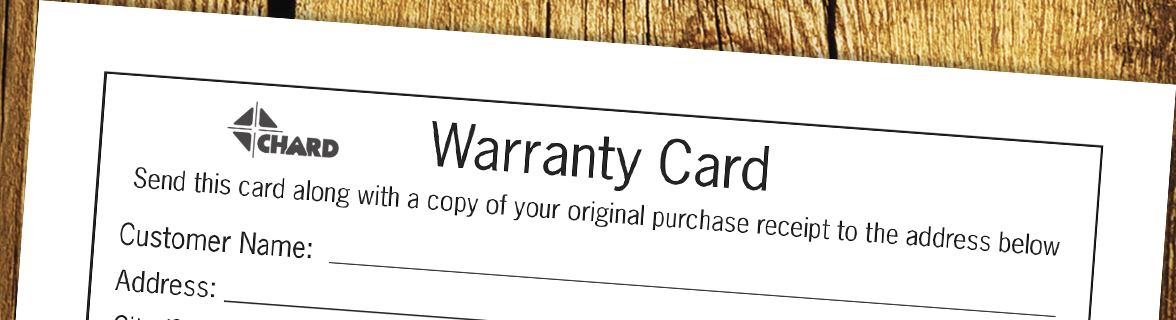 CHARD
Warranty Card
Send this card along with a copy of your original purchase receipt to the address below
Customer Name:
Address: